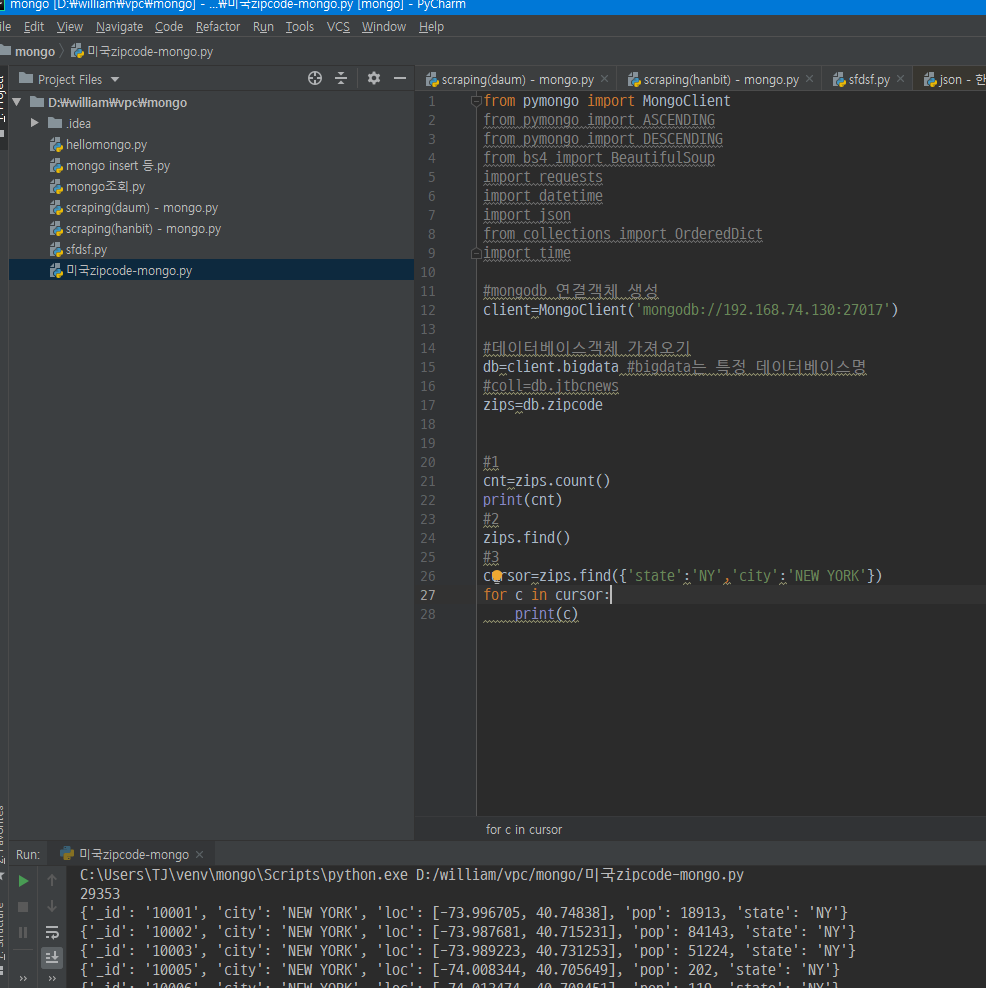 mongo [D:\william\vpc\mongo] - ...\미국zipcode-mongo.py [mongo] - PyCharm
Edit View Navigate Code Refactor Run Tools VCS Window Help
mongo 미국zipcode-mongo.py
Project Files
scraping(daum) - mongo.py scraping(hanbit) - mongo.py sfdsf.py json - 한
D:\william\vpc\mongo
.idea
hellomongo.py
mongo insert 등.py
mongo조회.py
scraping(daum) - mongo.py
scraping(hanbit) - mongo.py
sfdsf.py
미국zipcode-mongo.py
1 from pymongo import MongoClient
2 from pymongo import ASCENDING
3 from pymongo import DESCENDING
4 from bs4 import BeautifulSoup
5 import requests
6 import datetime
7 import json
8 from collections import OrderedDict
9 import time
10
11 #mongodb 연결객체 생성
12 client=MongoClient('mongodb://192.168.74.130:27017')
13
14 #데이터베이스객체 가져오기
15 db=client.bigdata #bigdata는 특정 데이터베이스명
16 #coll=db.jtbcnews
17 zips=db.zipcode
18
19
20 #1
21 cnt=zips.count()
22 print(cnt)
23 #2
24 zips.find()
25 #3
26 cursor=zips.find({'state':'NY','city':'NEW YORK'})
27 for c in cursor:
28 print(c)
for c in cursor
Run: 미국zipcode-mongo
C:\Users\TJ\venv\mongo\Scripts\python.exe D:/william/vpc/mongo/미국zipcode-mongo.py
29353
{'_id': '10001', 'city': 'NEW YORK', 'loc': [-73.996705, 40.74838], 'pop': 18913, 'state': 'NY'}
{'_id': '10002', 'city': 'NEW YORK', 'loc': [-73.987681, 40.715231], 'pop': 84143, 'state': 'NY'}
{'_id': '10003', 'city': 'NEW YORK', 'loc': [-73.989223, 40.731253], 'pop': 51224, 'state': 'NY'}
{'_id': '10005', 'city': 'NEW YORK', 'loc': [-74.008344, 40.705649], 'pop': 202, 'state': 'NY'}
{'_id': '10006', 'city': 'NEW YORK', 'loc': [-74.013474, 40.708451], 'pop': 119, 'state': 'NY'}